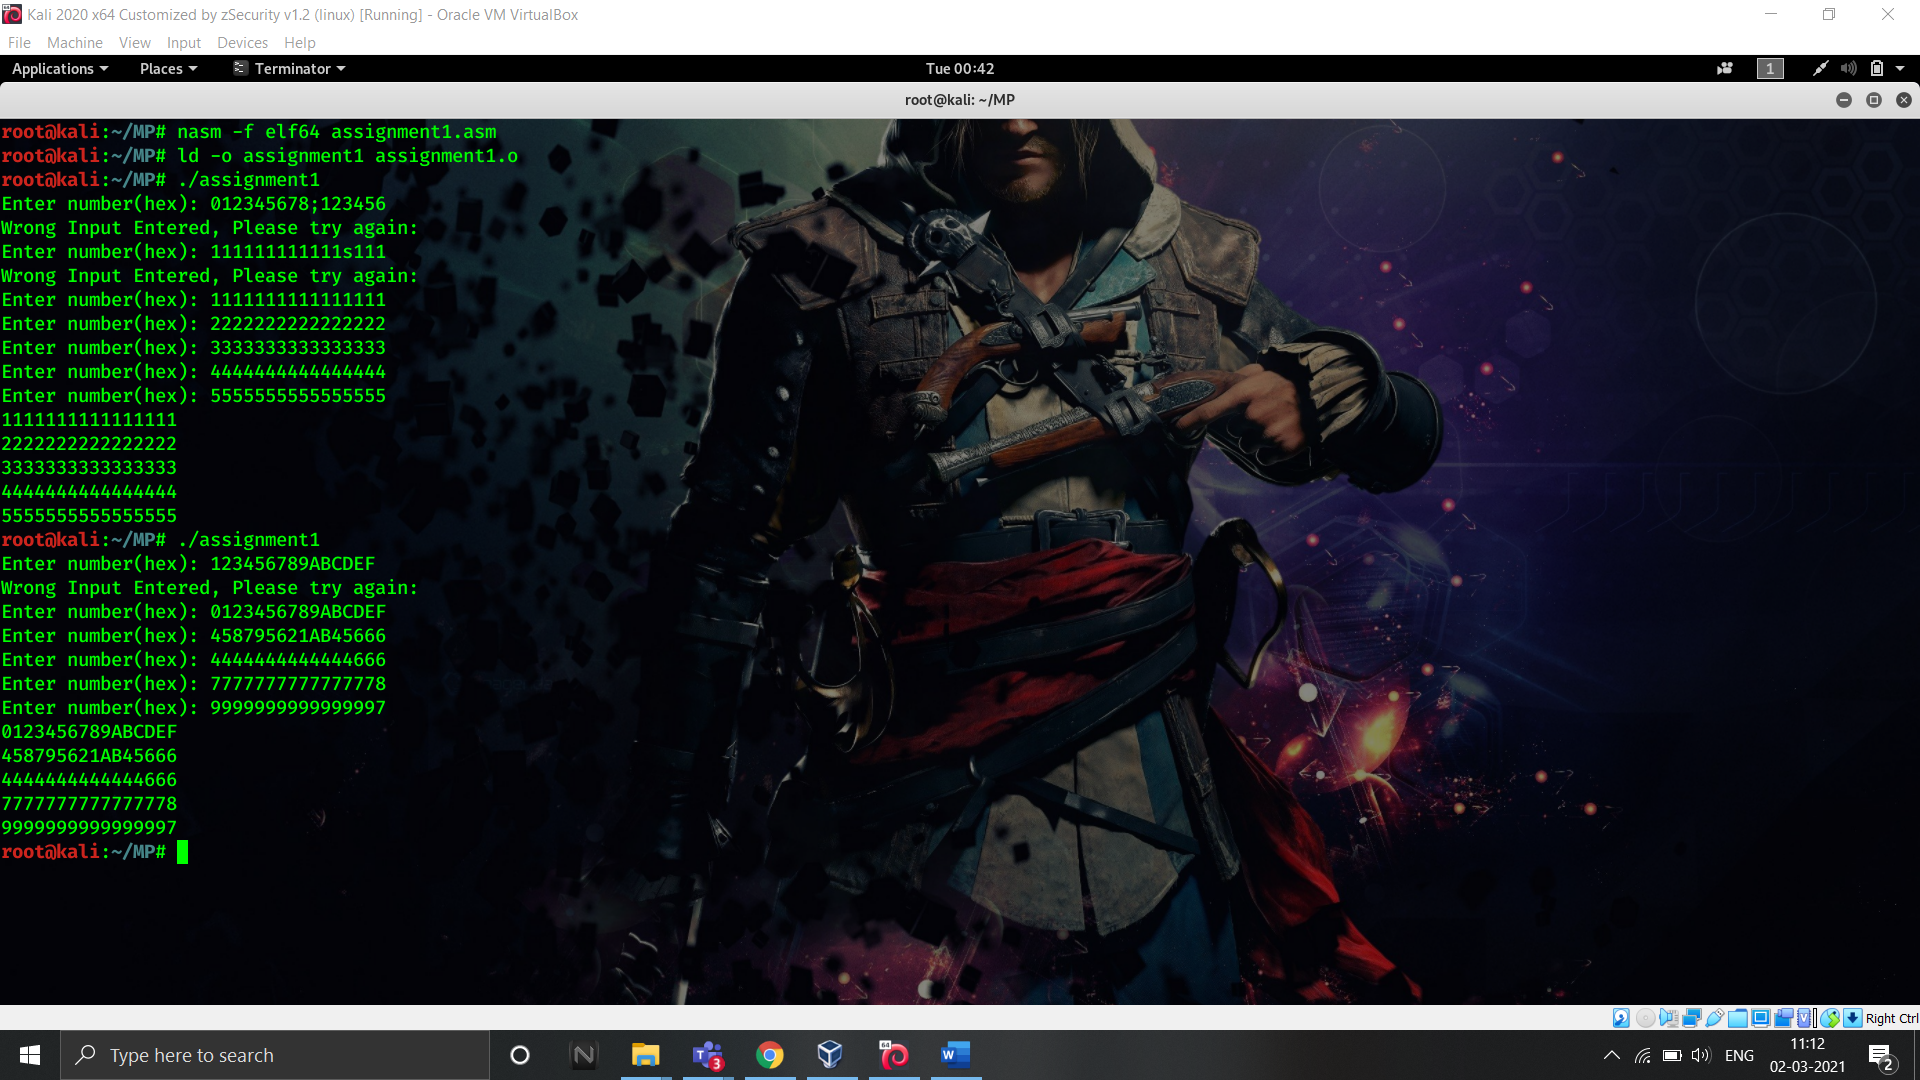 Kali 2020 x64 Customized by zSecurity v1.2 (linux) [Running] - Oracle VM VirtualBox
File Machine View Input Devices Help
Applications Places Terminator Tue 00:42 1
root@kali: ~/MP
root@kali:~/MP# nasm -f elf64 assignment1.asm
root@kali:~/MP# ld -o assignment1 assignment1.o
root@kali:~/MP# ./assignment1
Enter number(hex): 012345678;123456
Wrong Input Entered, Please try again:
Enter number(hex): 111111111111s111
Wrong Input Entered, Please try again:
Enter number(hex): 1111111111111111
Enter number(hex): 2222222222222222
Enter number(hex): 3333333333333333
Enter number(hex): 4444444444444444
Enter number(hex): 5555555555555555
1111111111111111
2222222222222222
3333333333333333
4444444444444444
5555555555555555
root@kali:~/MP# ./assignment1
Enter number(hex): 123456789ABCDEF
Wrong Input Entered, Please try again:
Enter number(hex): 0123456789ABCDEF
Enter number(hex): 458795621AB45666
Enter number(hex): 4444444444444666
Enter number(hex): 7777777777777778
Enter number(hex): 9999999999999997
0123456789ABCDEF
458795621AB45666
4444444444444666
7777777777777778
9999999999999997
root@kali:~/MP#
Right Ctrl
Type here to search
3
64
ENG
11:12
02-03-2021
2